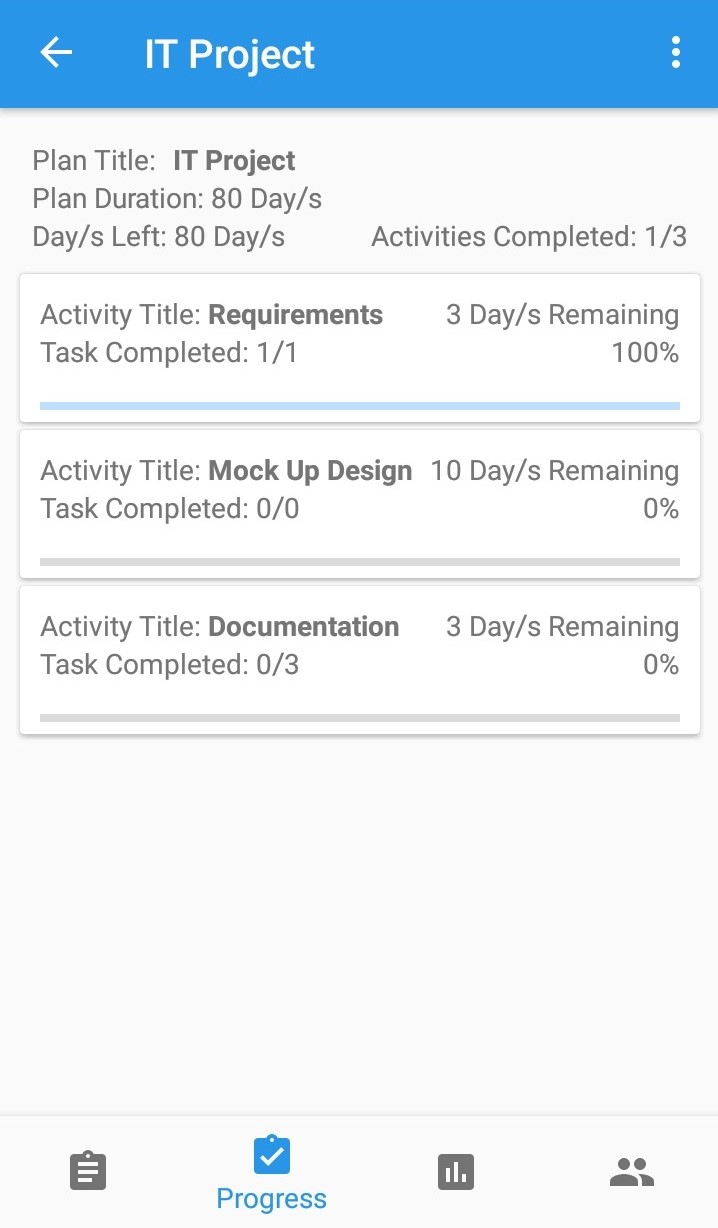 IT Project
Plan Title: IT Project
Plan Duration: 80 Day/s
Day/s Left: 80 Day/s Activities Completed: 1/3
Activity Title: Requirements 3 Day/s Remaining
Task Completed: 1/1 100%
Activity Title: Mock Up Design 10 Day/s Remaining
Task Completed: 0/0 0%
Activity Title: Documentation 3 Day/s Remaining
Task Completed: 0/3 0%
Progress